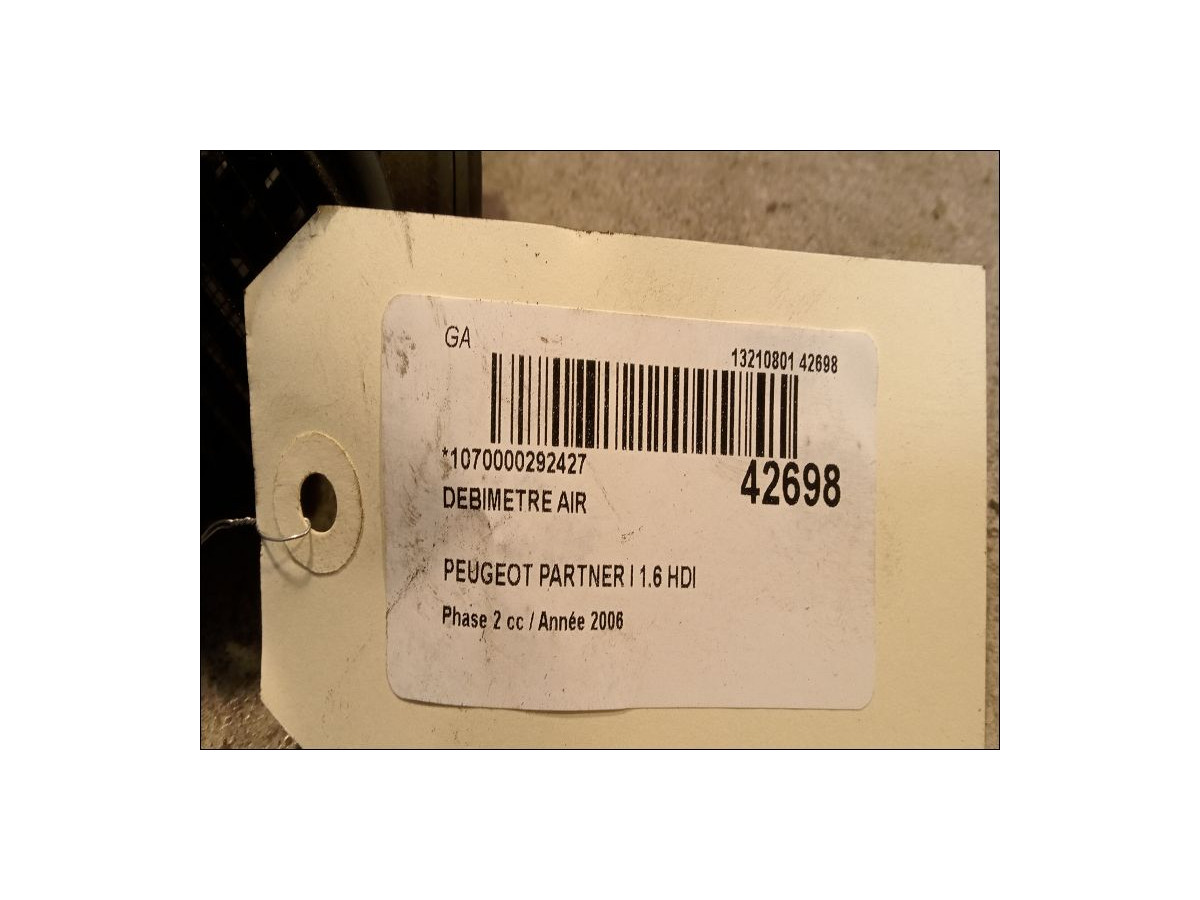 GA
13210801 42698
*1070000292427
42698
DEBIMETRE AIR
PEUGEOT PARTNER I 1.6 HDI
Phase 2 cc / Année 2006